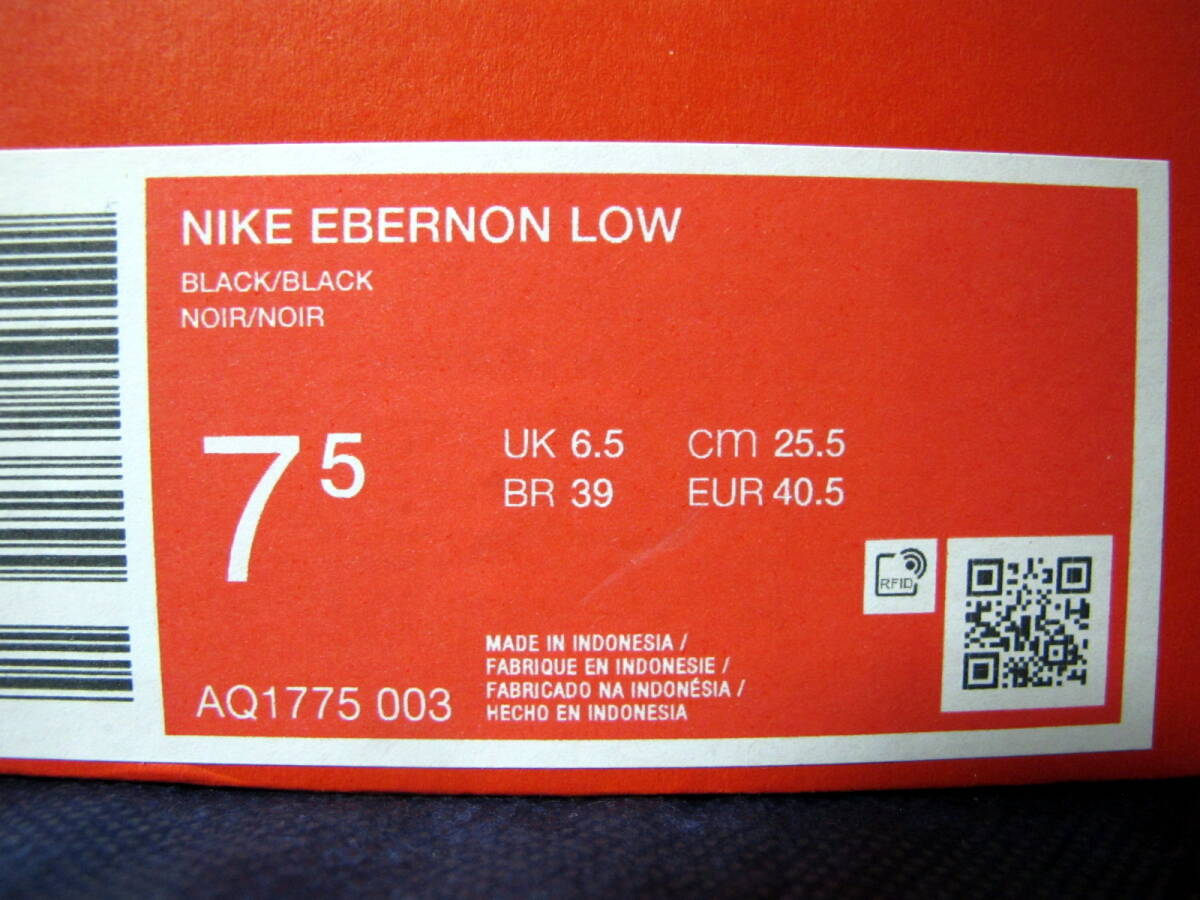 NIKE EBERNON LOW
BLACK/BLACK
NOIR/NOIR
7 5
UK 6.5 cm 25.5
BR 39 EUR 40.5
RFID
MADE IN INDONESIA /
FABRIQUE EN INDONESIE /
FABRICADO NA INDONÉSIA /
HECHO EN INDONESIA
AQ1775 003